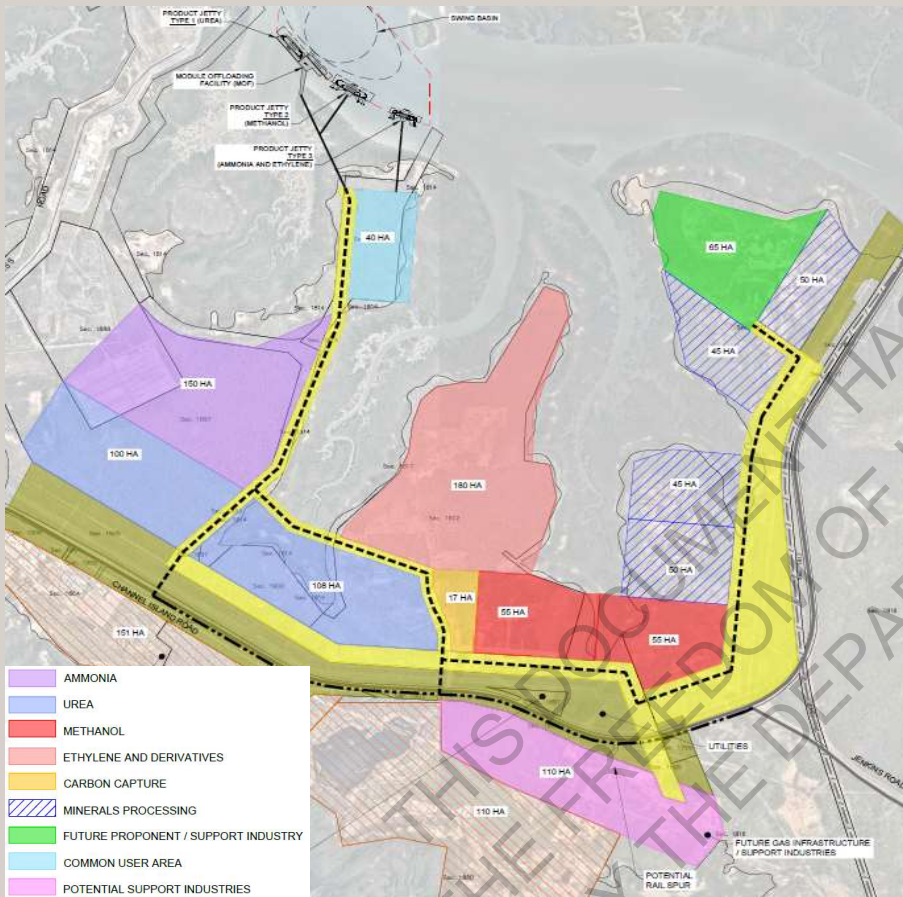 PRODUCT JETTY
TYPE 1 (UREA)
SWING BASIN
MODULE OFFLOADING
FACILITY (MOF)
PRODUCT JETTY
TYPE 2
(METHANOL)
PRODUCT JETTY
TYPE 3
(AMMONIA AND ETHYLENE)
ROAD
40 HA
65 HA
50 HA
45 HA
150 HA
100 HA
180 HA
45 HA
50 HA
108 HA
17 HA
55 HA
55 HA
CHANNEL ISLAND ROAD
151 HA
UTILITIES
JENKINS ROAD
110 HA
110 HA
FUTURE GAS INFRASTRUCTURE
/ SUPPORT INDUSTRIES
POTENTIAL
RAIL SPUR
AMMONIA
UREA
METHANOL
ETHYLENE AND DERIVATIVES
CARBON CAPTURE
MINERALS PROCESSING
FUTURE PROPONENT / SUPPORT INDUSTRY
COMMON USER AREA
POTENTIAL SUPPORT INDUSTRIES
THIS DOCUMENT HAS
THE FREEDOM OF
THE DEPA